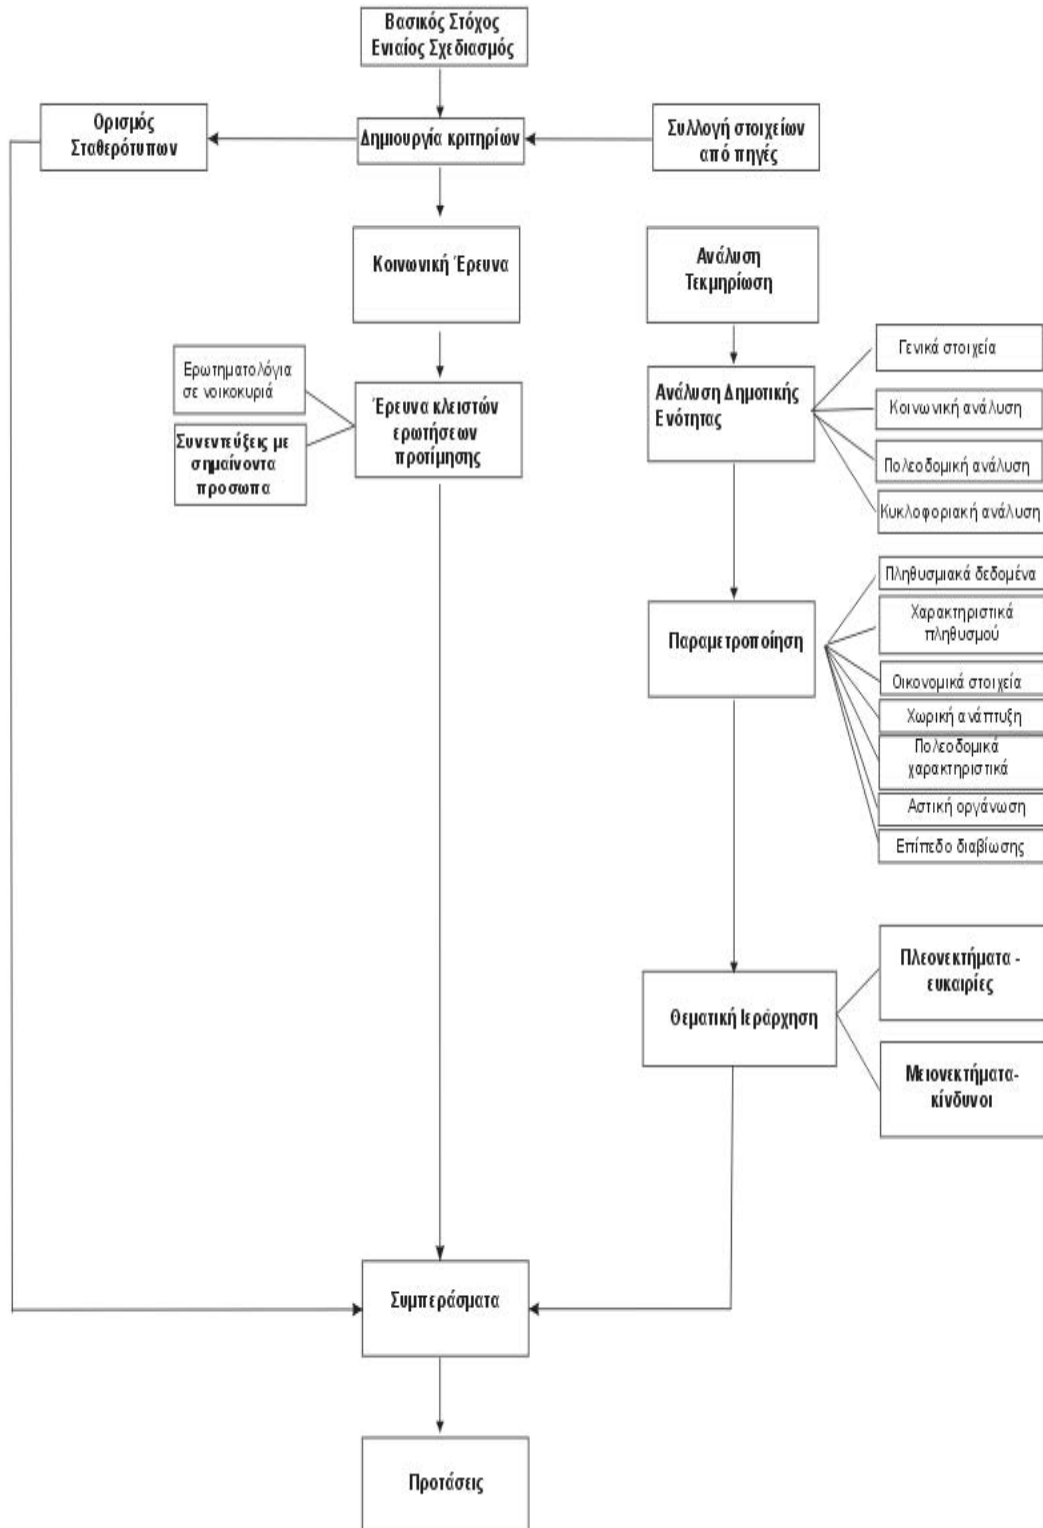 Βασικός Στόχος
Ενιαίος Σχεδιασμός
Ορισμός
Σταθερότυπων
Δημιουργία κριτηρίων
Συλλογή στοιχείων
από πηγές
Κοινωνική Έρευνα
Ανάλυση
Τεκμηρίωση
Ερωτηματολόγια
σε νοικοκυριά
Συνεντεύξεις με
σημαίνοντα
προσωπα
Έρευνα κλειστών
ερωτήσεων
προτίμησης
Ανάλυση Δημοτικής
Ενότητας
Γενικά στοιχεία
Κοινωνική ανάλυση
Πολεοδομική ανάλυση
Κυκλοφοριακή ανάλυση
Παραμετροποίηση
Πληθυσμιακά δεδομένα
Χαρακτηριστικά
πληθυσμού
Οικονομικά στοιχεία
Χωρική ανάπτυξη
Πολεοδομικά
χαρακτηριστικά
Αστική οργάνωση
Επίπεδο διαβίωσης
Θεματική Ιεράρχηση
Πλεονεκτήματα -
ευκαιρίες
Μειονεκτήματα-
κίνδυνοι
Συμπεράσματα
Προτάσεις